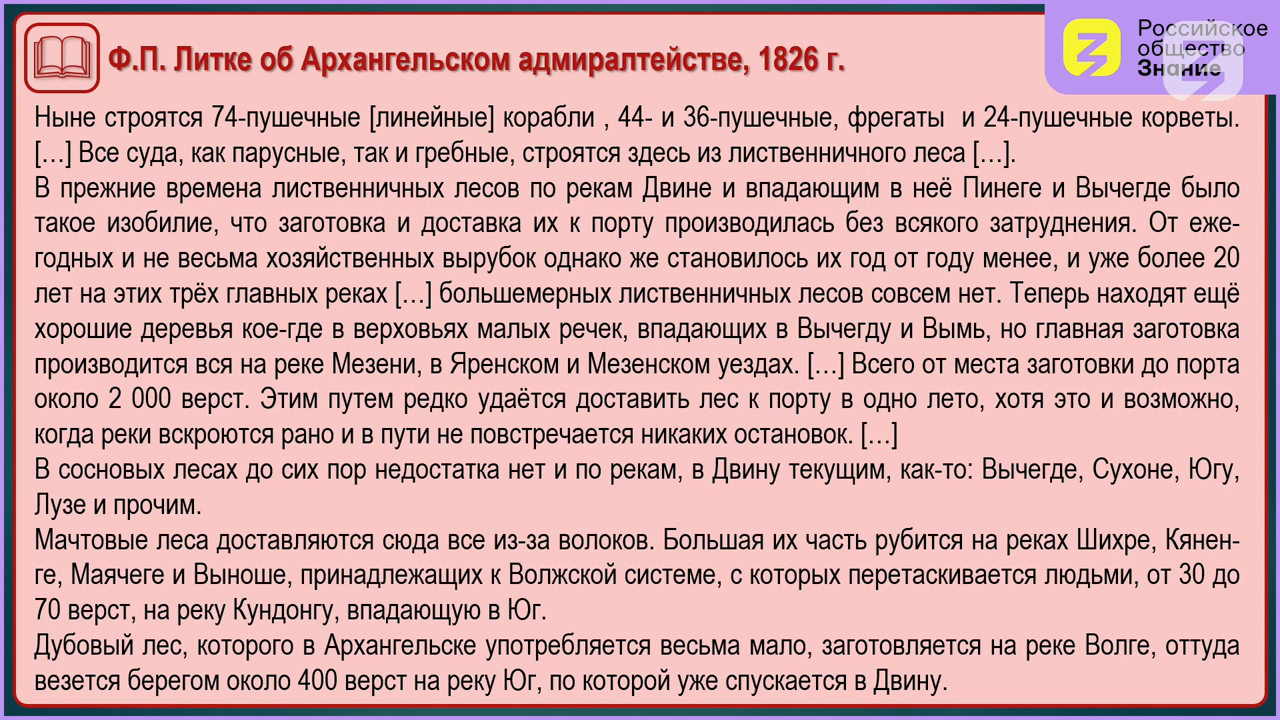 Ф.П. Литке об Архангельском адмиралтействе, 1826 г.
Российское
общество
Знание
Ныне строятся 74-пушечные [линейные] корабли , 44- и 36-пушечные, фрегаты и 24-пушечные корветы.
[…] Все суда, как парусные, так и гребные, строятся здесь из лиственничного леса […].
В прежние времена лиственничных лесов по рекам Двине и впадающим в неё Пинеге и Вычегде было
такое изобилие, что заготовка и доставка их к порту производилась без всякого затруднения. От еже-
годных и не весьма хозяйственных вырубок однако же становилось их год от году менее, и уже более 20
лет на этих трёх главных реках […] большемерных лиственничных лесов совсем нет. Теперь находят ещё
хорошие деревья кое-где в верховьях малых речек, впадающих в Вычегду и Вымь, но главная заготовка
производится вся на реке Мезени, в Яренском и Мезенском уездах. […] Всего от места заготовки до порта
около 2 000 верст. Этим путем редко удаётся доставить лес к порту в одно лето, хотя это и возможно,
когда реки вскроются рано и в пути не повстречается никаких остановок. […]
В сосновых лесах до сих пор недостатка нет и по рекам, в Двину текущим, как-то: Вычегде, Сухоне, Югу,
Лузе и прочим.
Мачтовые леса доставляются сюда все из-за волоков. Большая их часть рубится на реках Шихре, Кянен-
ге, Маячеге и Выноше, принадлежащих к Волжской системе, с которых перетаскивается людьми, от 30 до
70 верст, на реку Кундонгу, впадающую в Юг.
Дубовый лес, которого в Архангельске употребляется весьма мало, заготовляется на реке Волге, оттуда
везется берегом около 400 верст на реку Юг, по которой уже спускается в Двину.